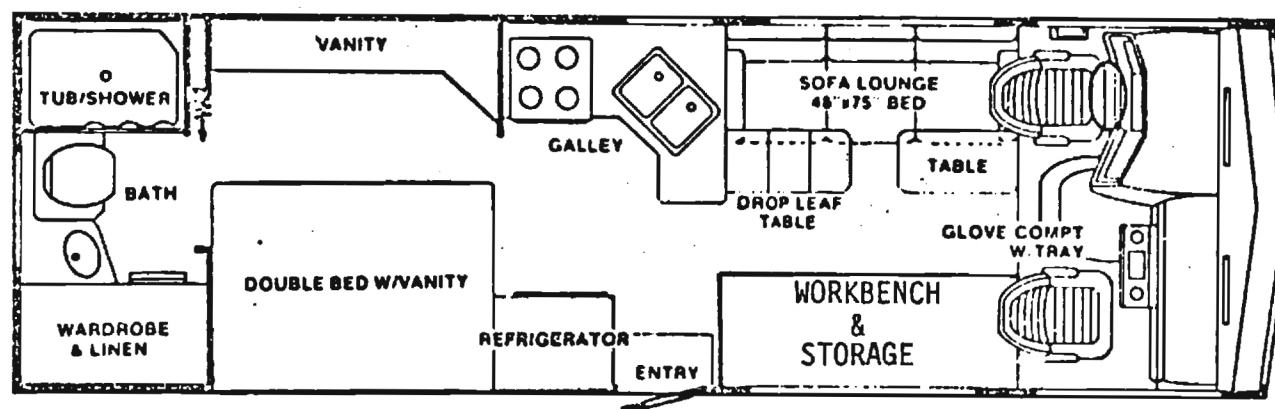 VANITY
TUB/SHOWER
SOFA LOUNGE
48"x75" BED
GALLEY
TABLE
BATH
DROP LEAF
TABLE
GLOVE COMPT
W. TRAY
DOUBLE BED W/VANITY
WORKBENCH
&
STORAGE
WARDROBE
& LINEN
REFRIGERATOR
ENTRY